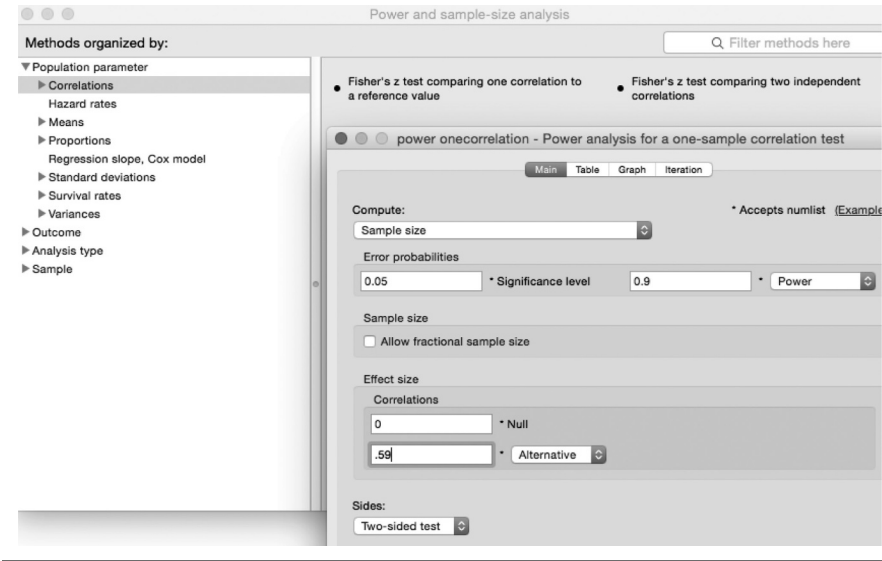 Power and sample-size analysis
Methods organized by:
Filter methods here
Population parameter
Correlations
Hazard rates
Means
Proportions
Regression slope, Cox model
Standard deviations
Survival rates
Variances
Outcome
Analysis type
Sample
Fisher's z test comparing one correlation to
a reference value
Fisher's z test comparing two independent
correlations
power onecorrelation - Power analysis for a one-sample correlation test
Main Table Graph Iteration
Compute:
* Accepts numlist (Example
Sample size
Error probabilities
0.05 * Significance level 0.9 * Power
Sample size
Allow fractional sample size
Effect size
Correlations
0 * Null
.59 * Alternative
Sides:
Two-sided test